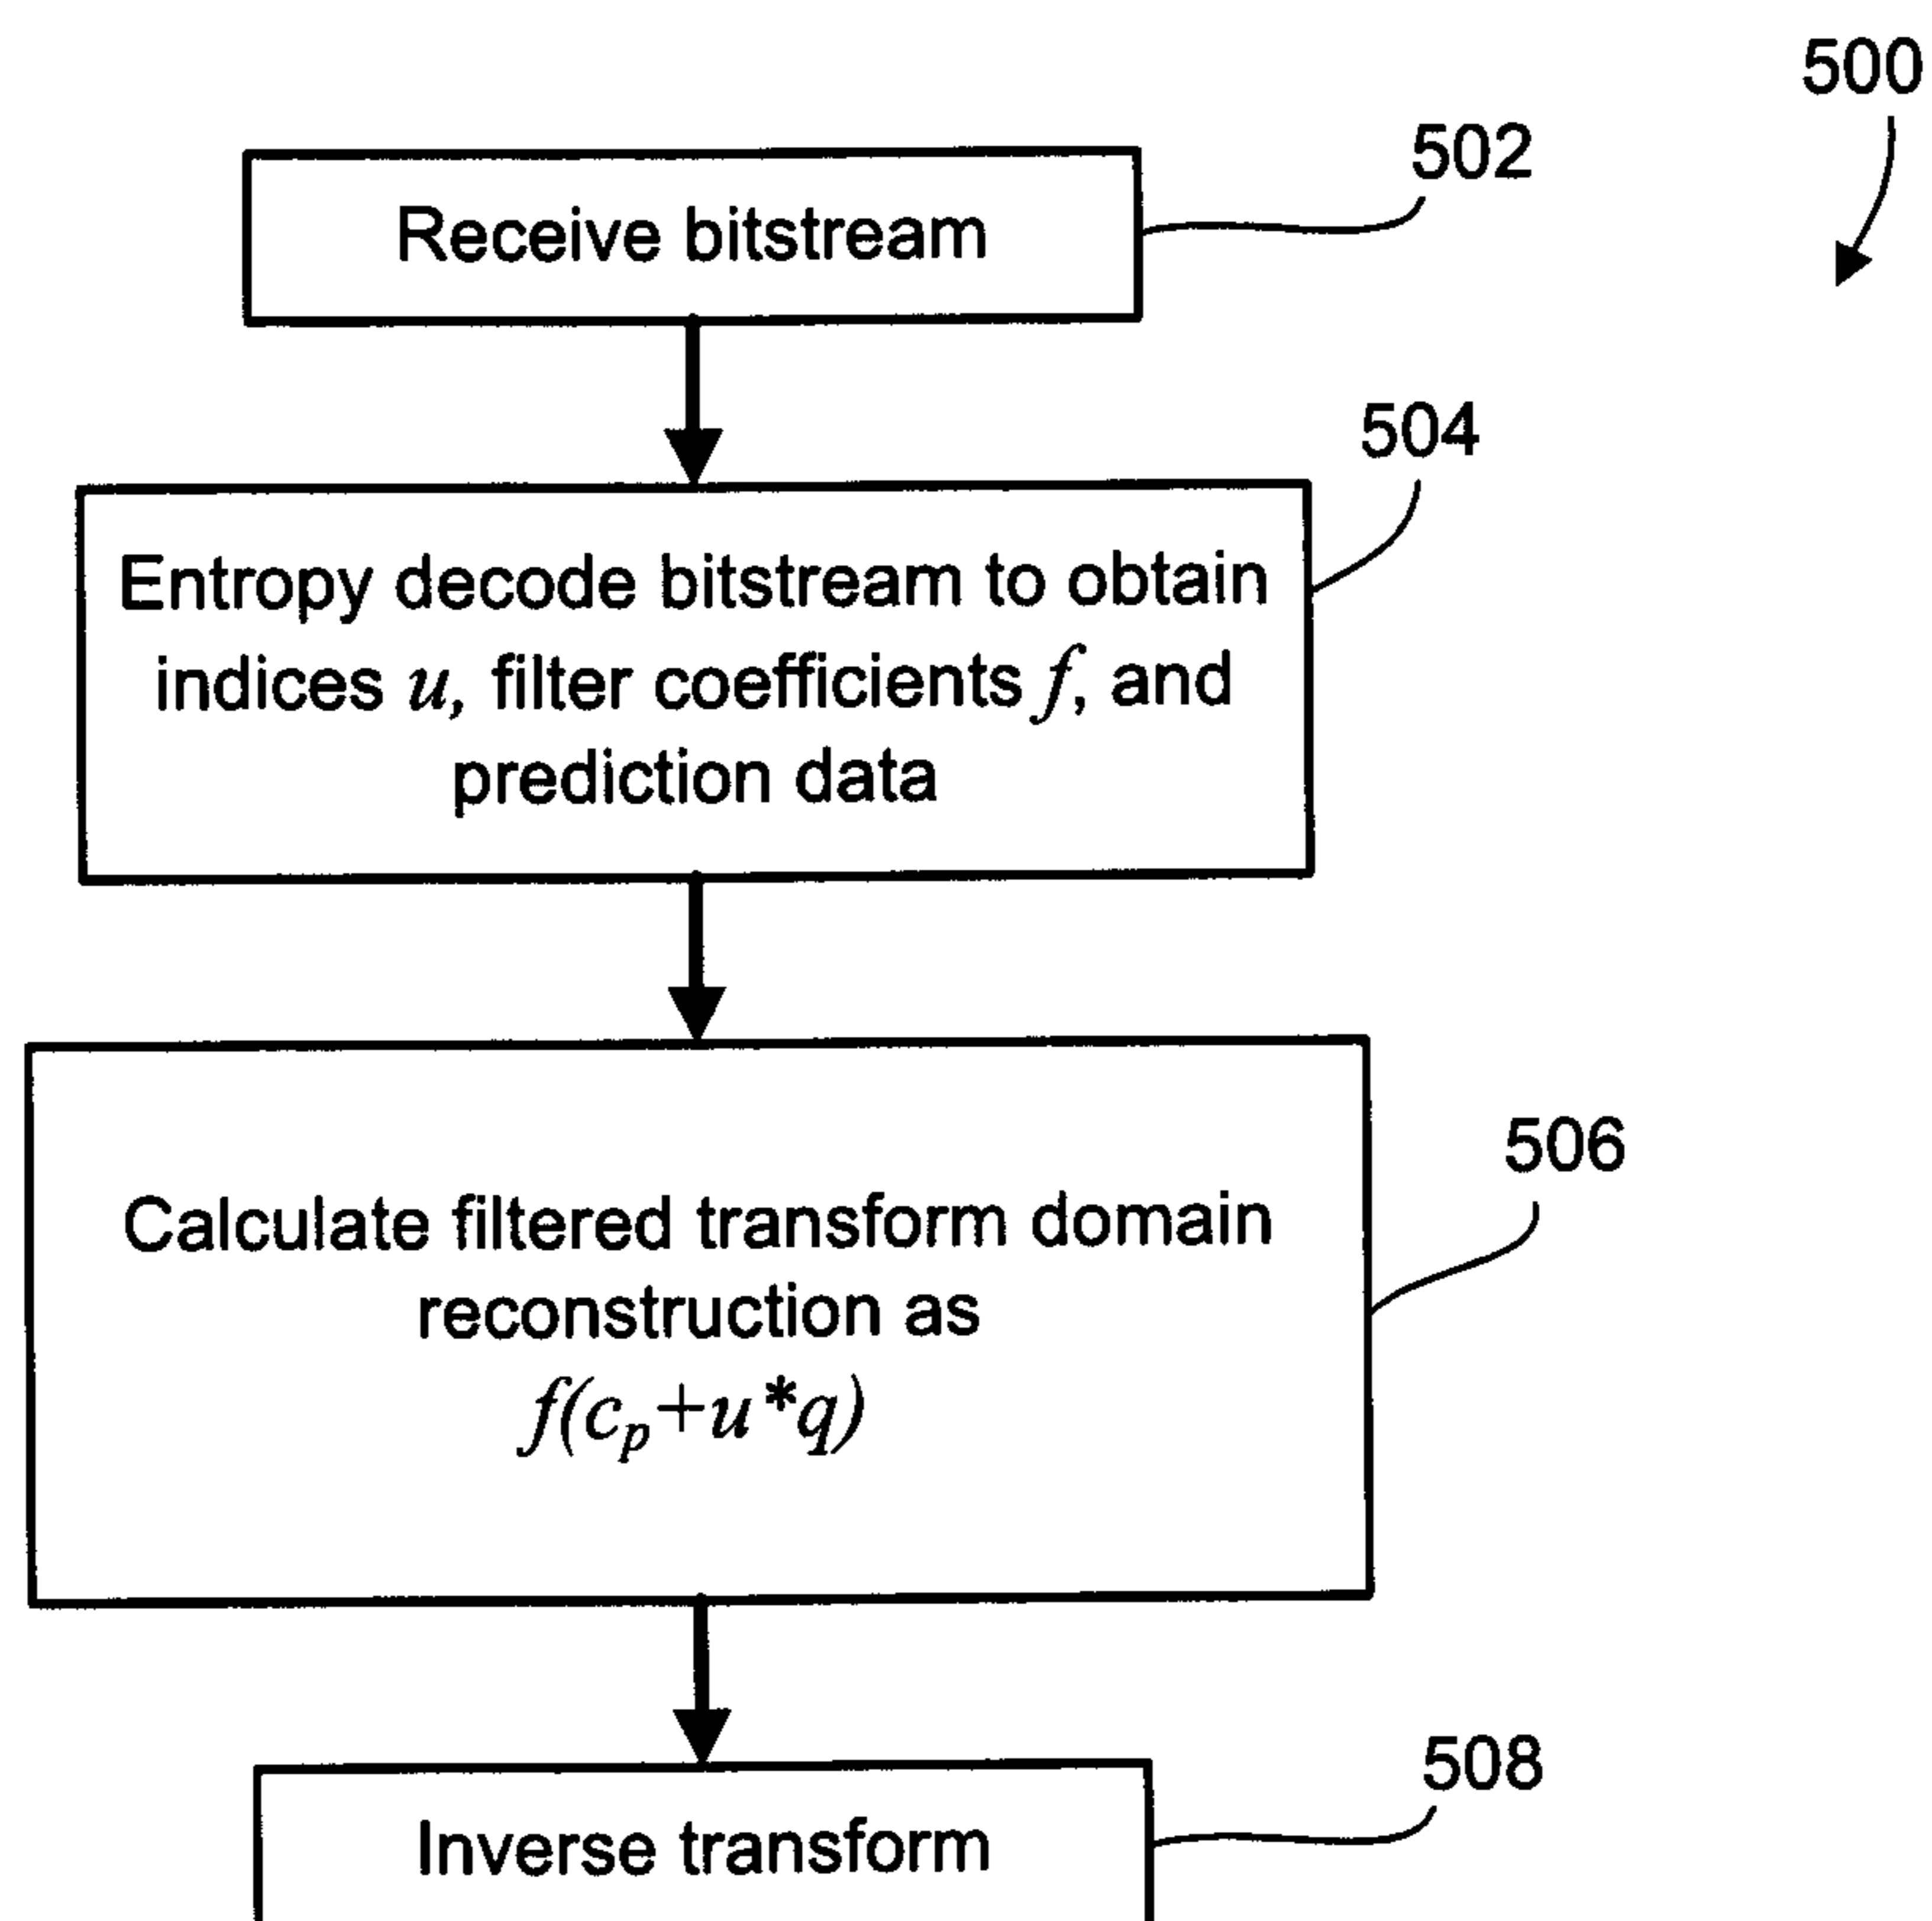 500
502
Receive bitstream
504
Entropy decode bitstream to obtain
indices u, filter coefficients f, and
prediction data
506
Calculate filtered transform domain
reconstruction as
f(cₚ+u*q)
508
Inverse transform